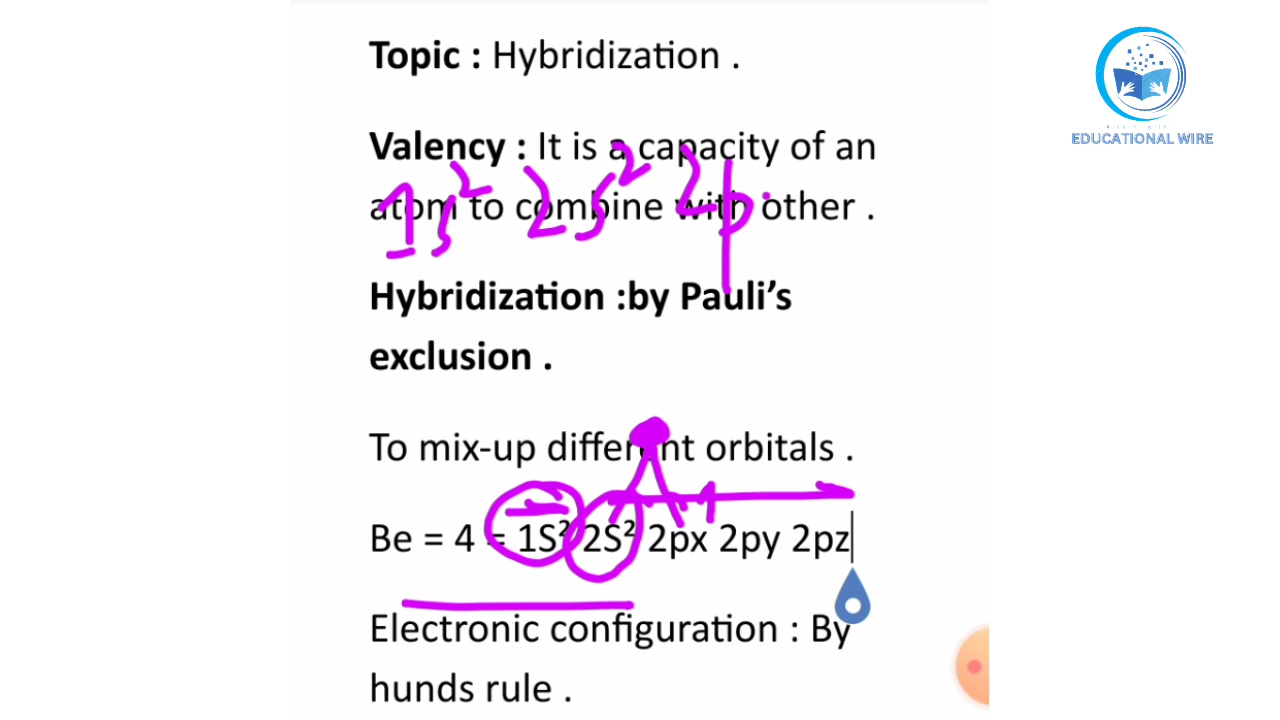 Topic : Hybridization .
EDUCATIONAL WIRE
Valency : It is a capacity of an
atom to combine with other .
1s² 2s² 2p
Hybridization :by Pauli’s
exclusion .
To mix-up different orbitals .
Be = 4 = 1S² 2S² 2px 2py 2pz
Electronic configuration : By
hunds rule .